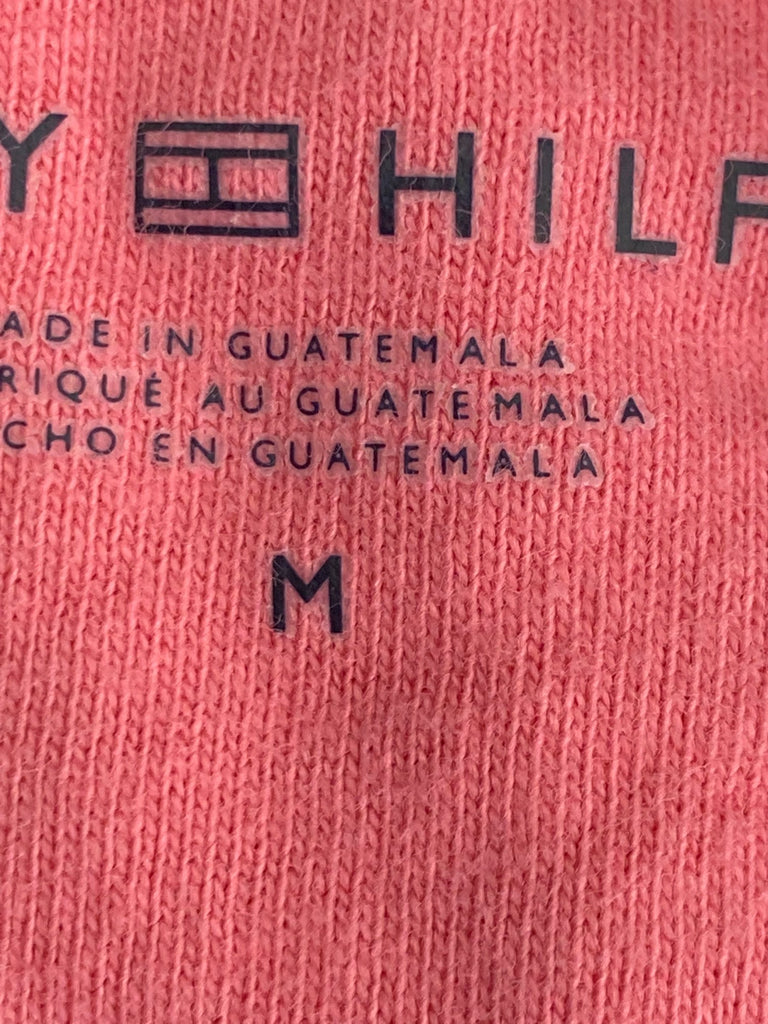 Y HILF
ADE IN GUATEMALA
RIQUÉ AU GUATEMALA
CHO EN GUATEMALA
M